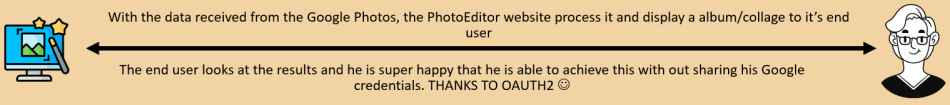 With the data received from the Google Photos, the PhotoEditor website process it and display a album/collage to it's end
user
The end user looks at the results and he is super happy that he is able to achieve this with out sharing his Google
credentials. THANKS TO OAUTH2 ☺